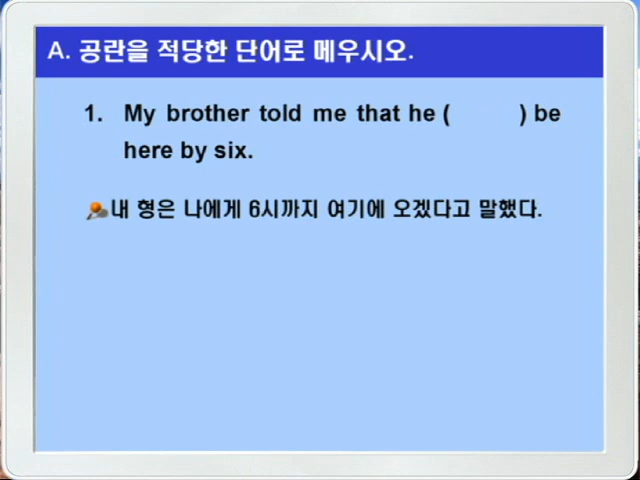 A. 공란을 적당한 단어로 메우시오.
1. My brother told me that he ( ) be
here by six.
내 형은 나에게 6시까지 여기에 오겠다고 말했다.